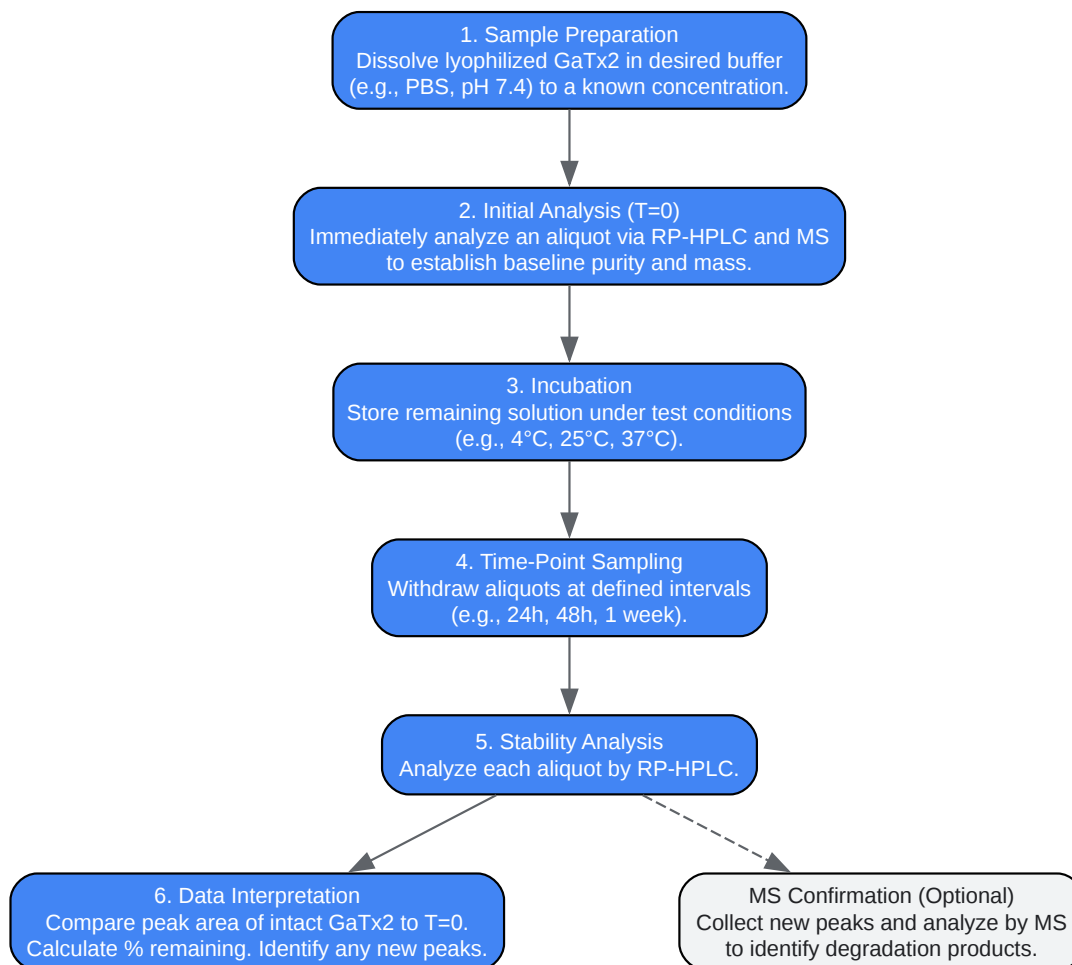 1. Sample Preparation
Dissolve lyophilized GaTx2 in desired buffer
(e.g., PBS, pH 7.4) to a known concentration.
2. Initial Analysis (T=0)
Immediately analyze an aliquot via RP-HPLC and MS
to establish baseline purity and mass.
3. Incubation
Store remaining solution under test conditions
(e.g., 4°C, 25°C, 37°C).
4. Time-Point Sampling
Withdraw aliquots at defined intervals
(e.g., 24h, 48h, 1 week).
5. Stability Analysis
Analyze each aliquot by RP-HPLC.
6. Data Interpretation
Compare peak area of intact GaTx2 to T=0.
Calculate % remaining. Identify any new peaks.
MS Confirmation (Optional)
Collect new peaks and analyze by MS
to identify degradation products.